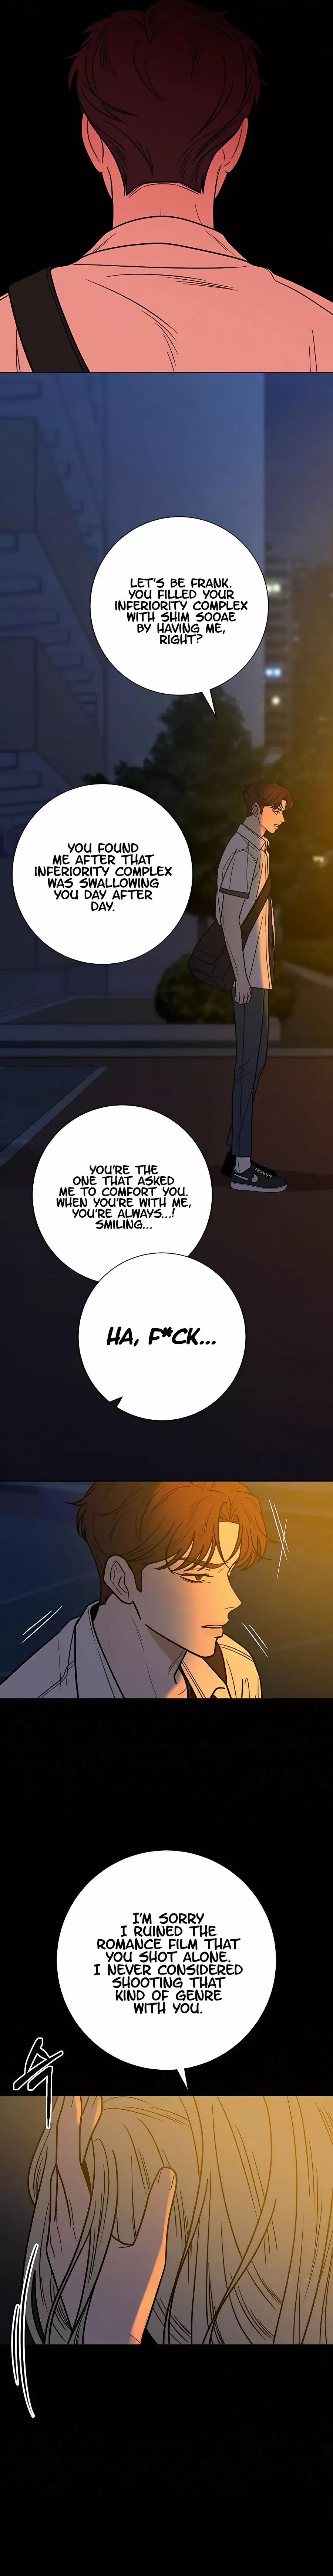 LET'S BE FRANK.
YOU FILLED YOUR
INFERIORITY COMPLEX
WITH SHIM SOOAE
BY HAVING ME,
RIGHT?
YOU FOUND
ME AFTER THAT
INFERIORITY COMPLEX
WAS SWALLOWING
YOU DAY AFTER
DAY.
YOU'RE THE
ONE THAT ASKED
ME TO COMFORT YOU.
WHEN YOU'RE WITH ME,
YOU'RE ALWAYS...!
SMILING...
HA, F*CK...
I'M SORRY
I RUINED THE
ROMANCE FILM THAT
YOU SHOT ALONE.
I NEVER CONSIDERED
SHOOTING THAT
KIND OF GENRE
WITH YOU.
슥